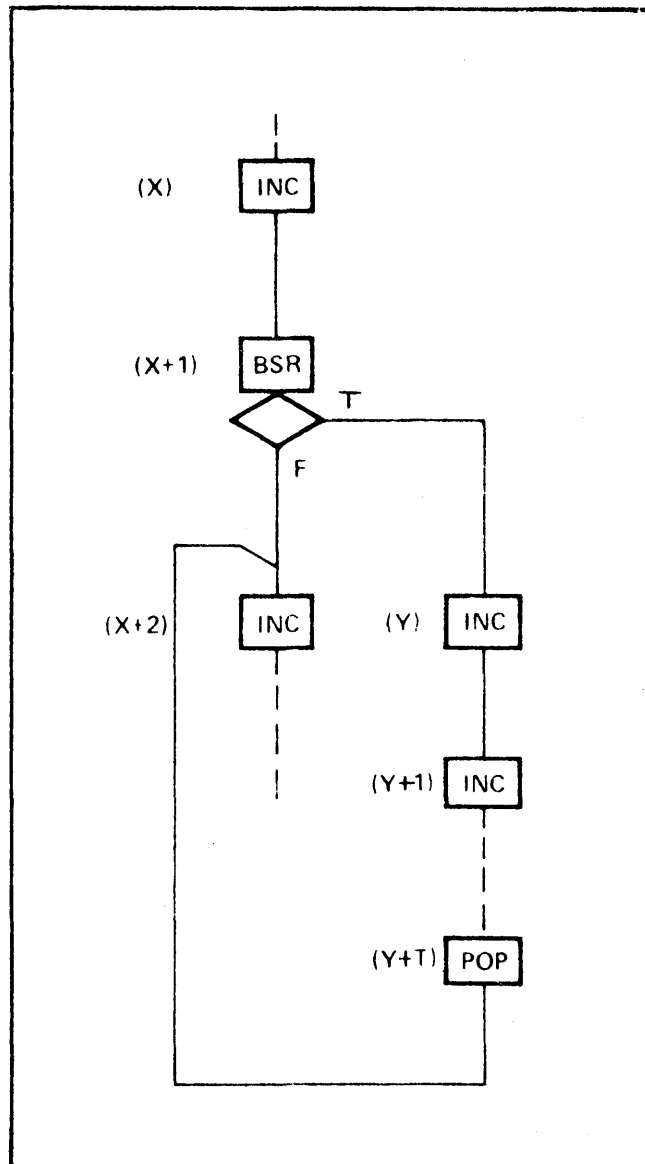 (X) INC
(X+1) BSR
T
F
(X+2) INC (Y) INC
(Y+1) INC
(Y+T) POP